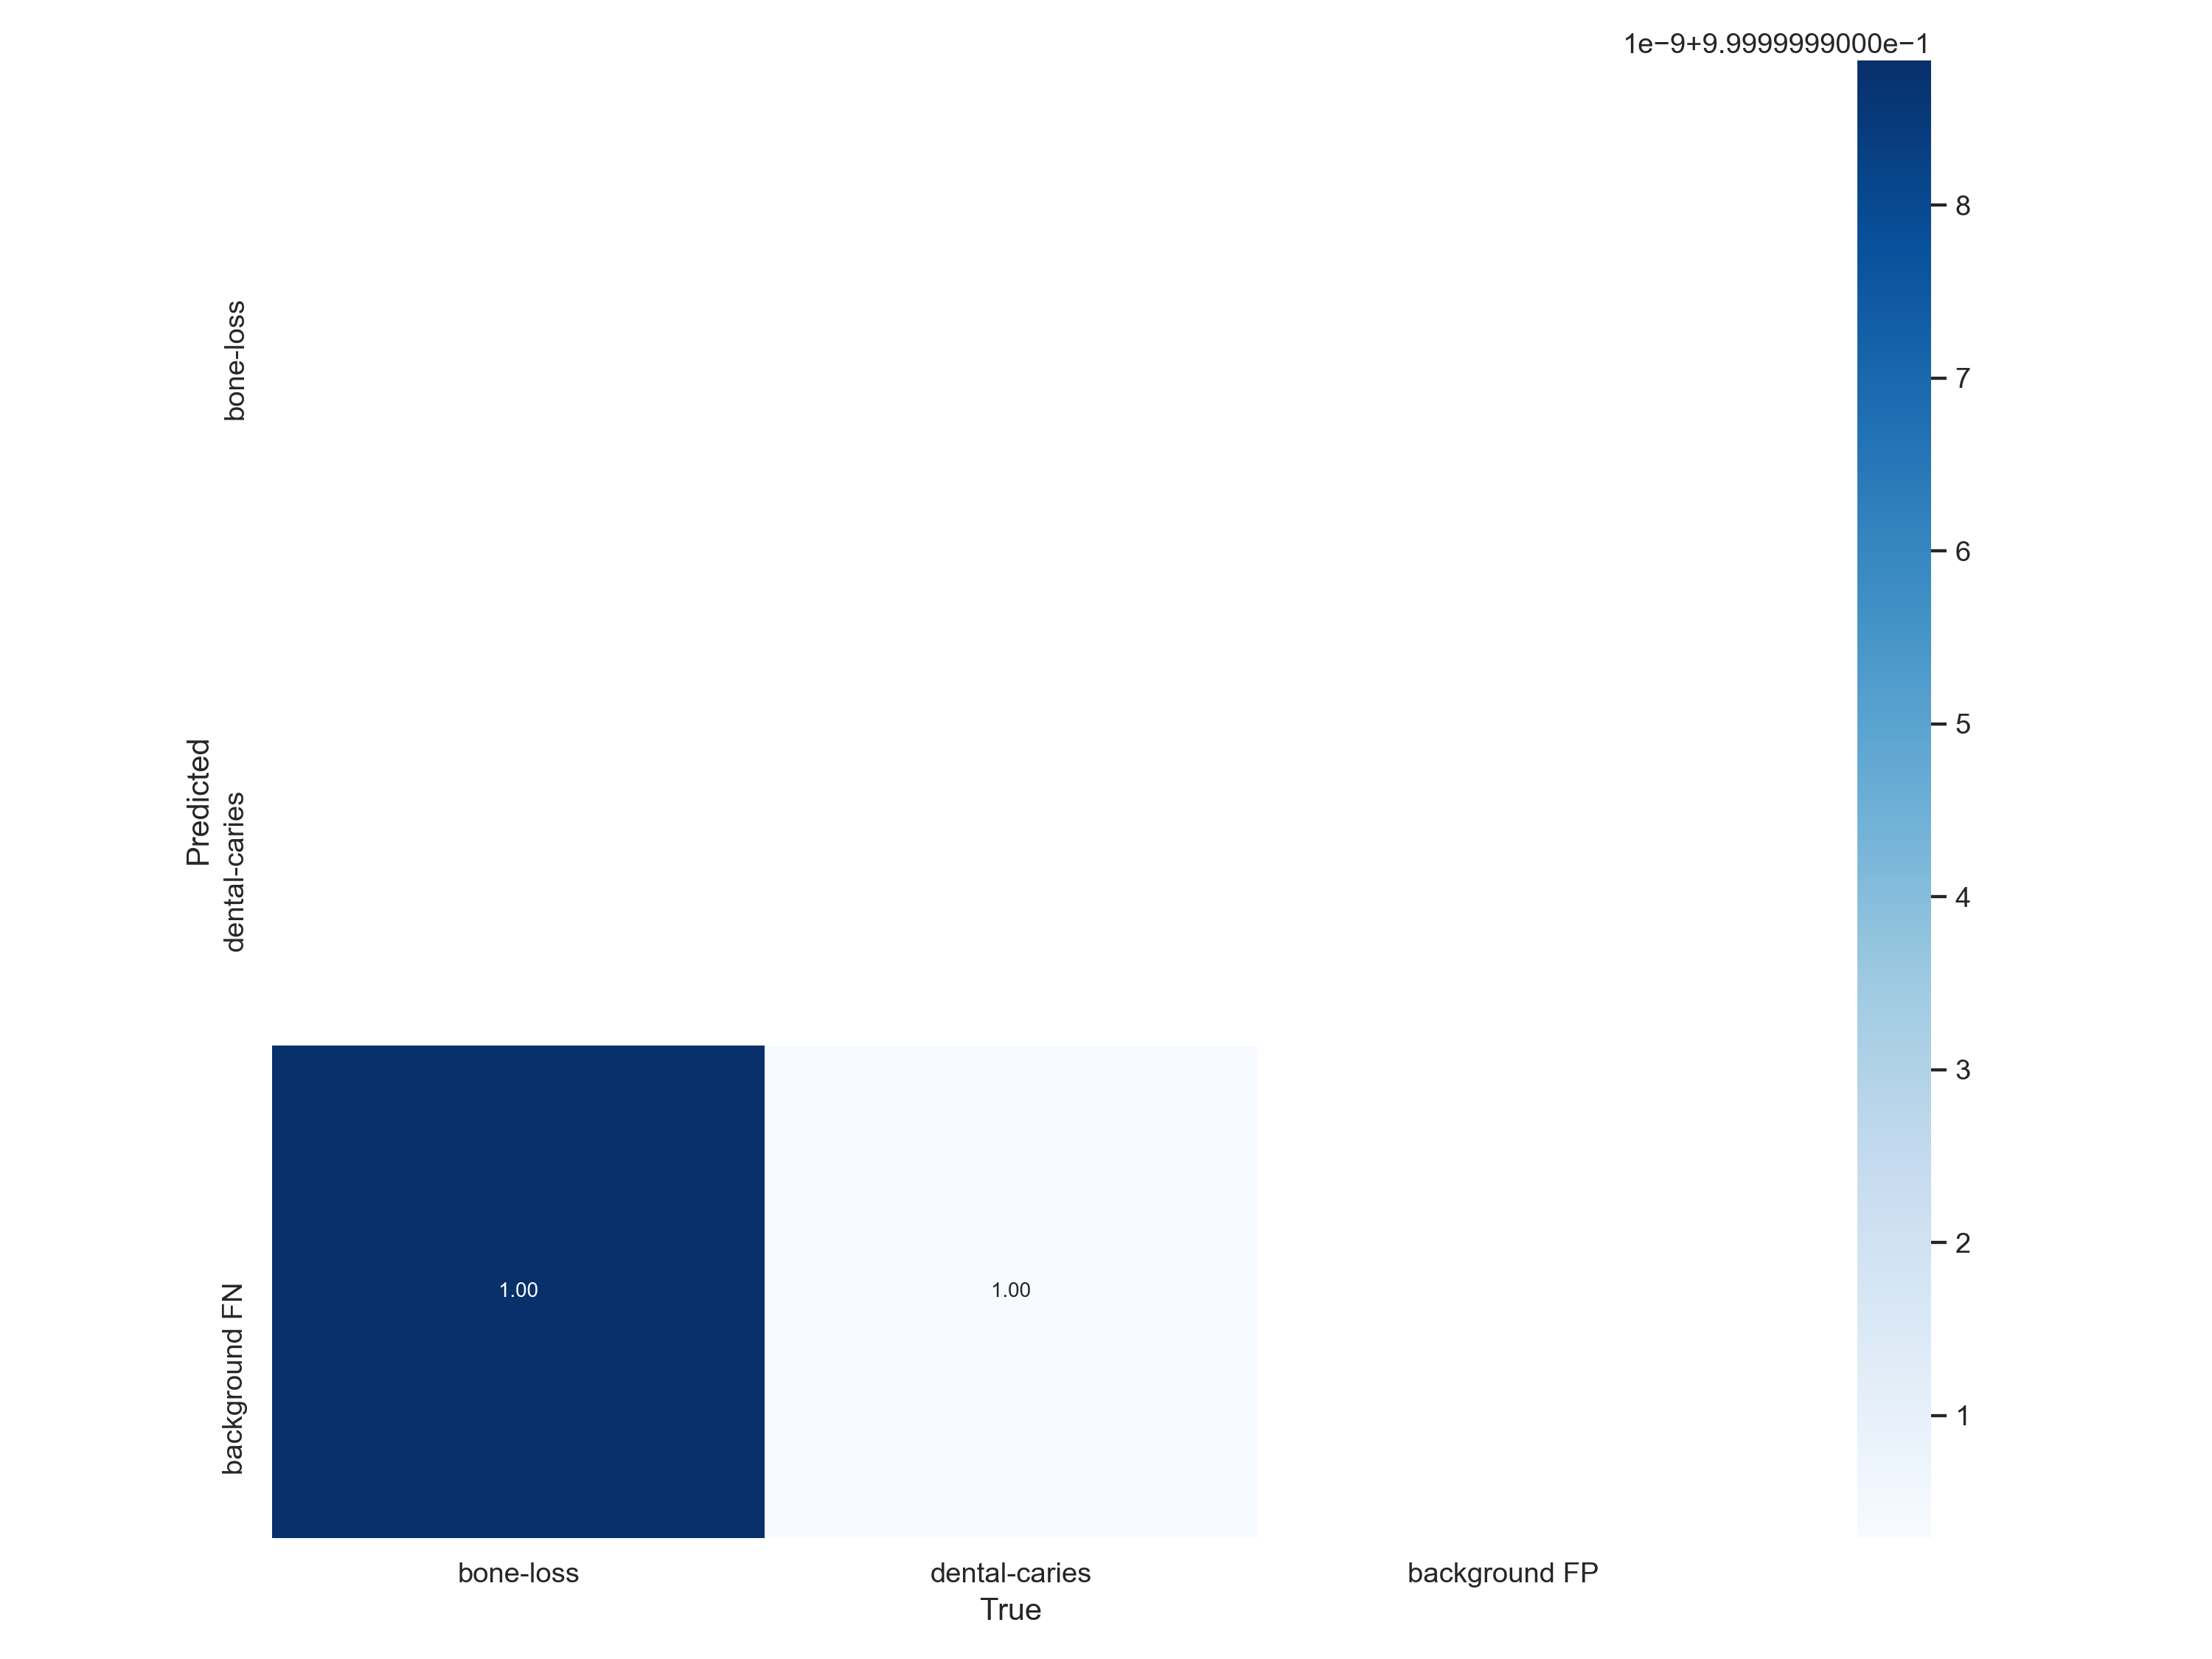 1e−9+9.9999999000e−1
8
7
6
5
4
3
2
1
Predicted
bone-loss
dental-caries
background FN
1.00
1.00
bone-loss
dental-caries
background FP
True